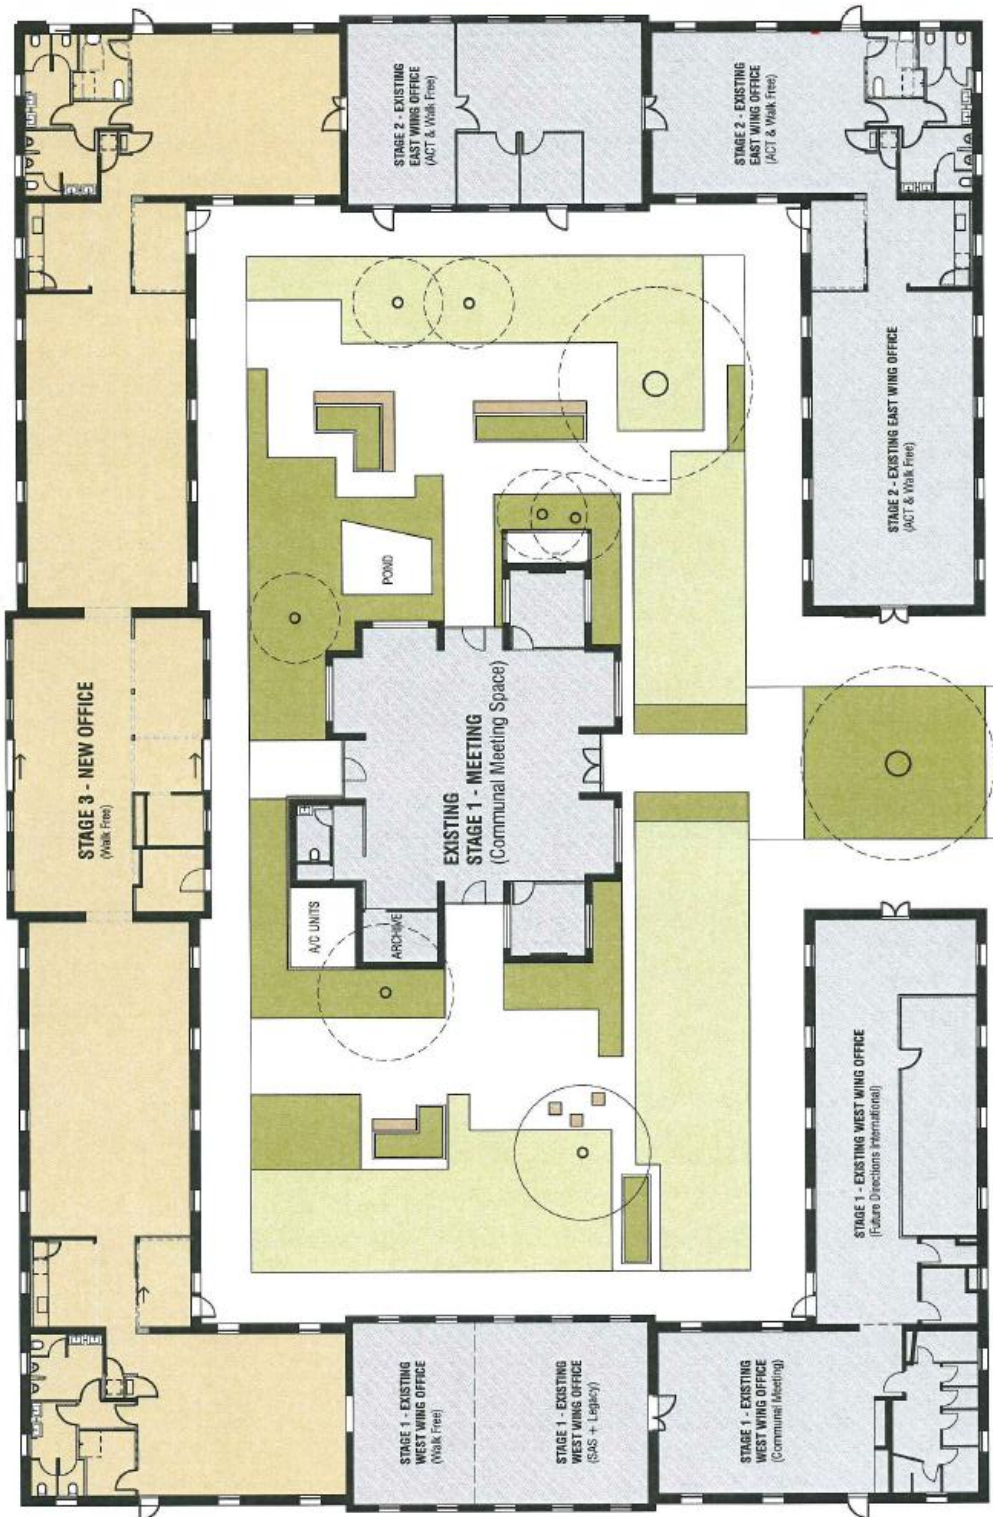 STAGE 2 - EXISTING
EAST WING OFFICE
(ACT & Walk Free)
STAGE 2 - EXISTING
EAST WING OFFICE
(ACT & Walk Free)
STAGE 2 - EXISTING EAST WING OFFICE
(ACT & Walk Free)
POND
STAGE 3 - NEW OFFICE
(Walk Free)
EXISTING
STAGE 1 - MEETING
(Communal Meeting Space)
A/C UNITS
ARCHIVE
STAGE 1 - EXISTING WEST WING OFFICE
(Future Directions International)
STAGE 1 - EXISTING
WEST WING OFFICE
(Walk Free)
STAGE 1 - EXISTING
WEST WING OFFICE
(SAS + Legacy)
STAGE 1 - EXISTING
WEST WING OFFICE
(Communal Meeting)